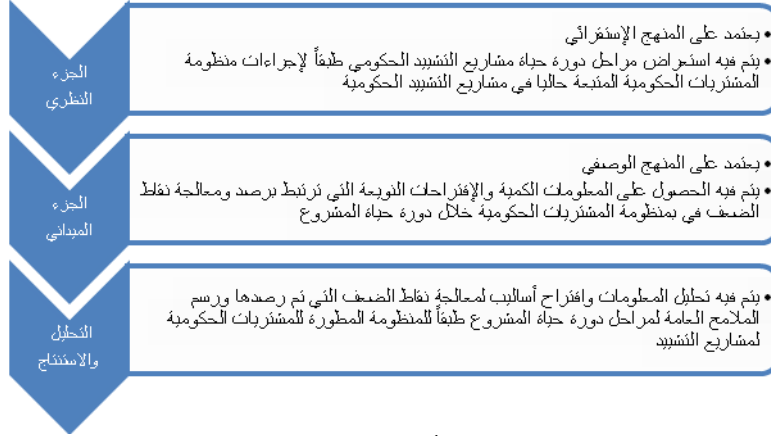 الجزء
النظري
• يعتمد على المنهج الإستقرائي
• يتم فيه استعراض مراحل دورة حياة مشاريع التشييد الحكومي طبقاً لإجراءات منظومة
المشتريات الحكومية المتبعة حاليا في مشاريع التشييد الحكومية
الجزء
الميداني
• يعتمد على المنهج الوصفي
• يتم فيه الحصول على المعلومات الكمية والإقتراحات النويعة التي ترتبط برصد ومعالجة نقاط
الضعف في بمنظومة المشتريات الحكومية خلال دورة حياة المشروع
التحليل
والاستنتاج
• يتم فيه تحليل المعلومات واقتراح أساليب لمعالجة نقاط الضعف التي تم رصدها ورسم
الملامح العامة لمراحل دورة حياة المشروع طبقاً للمنظومة المطورة للمشتريات الحكومية
لمشاريع التشييد